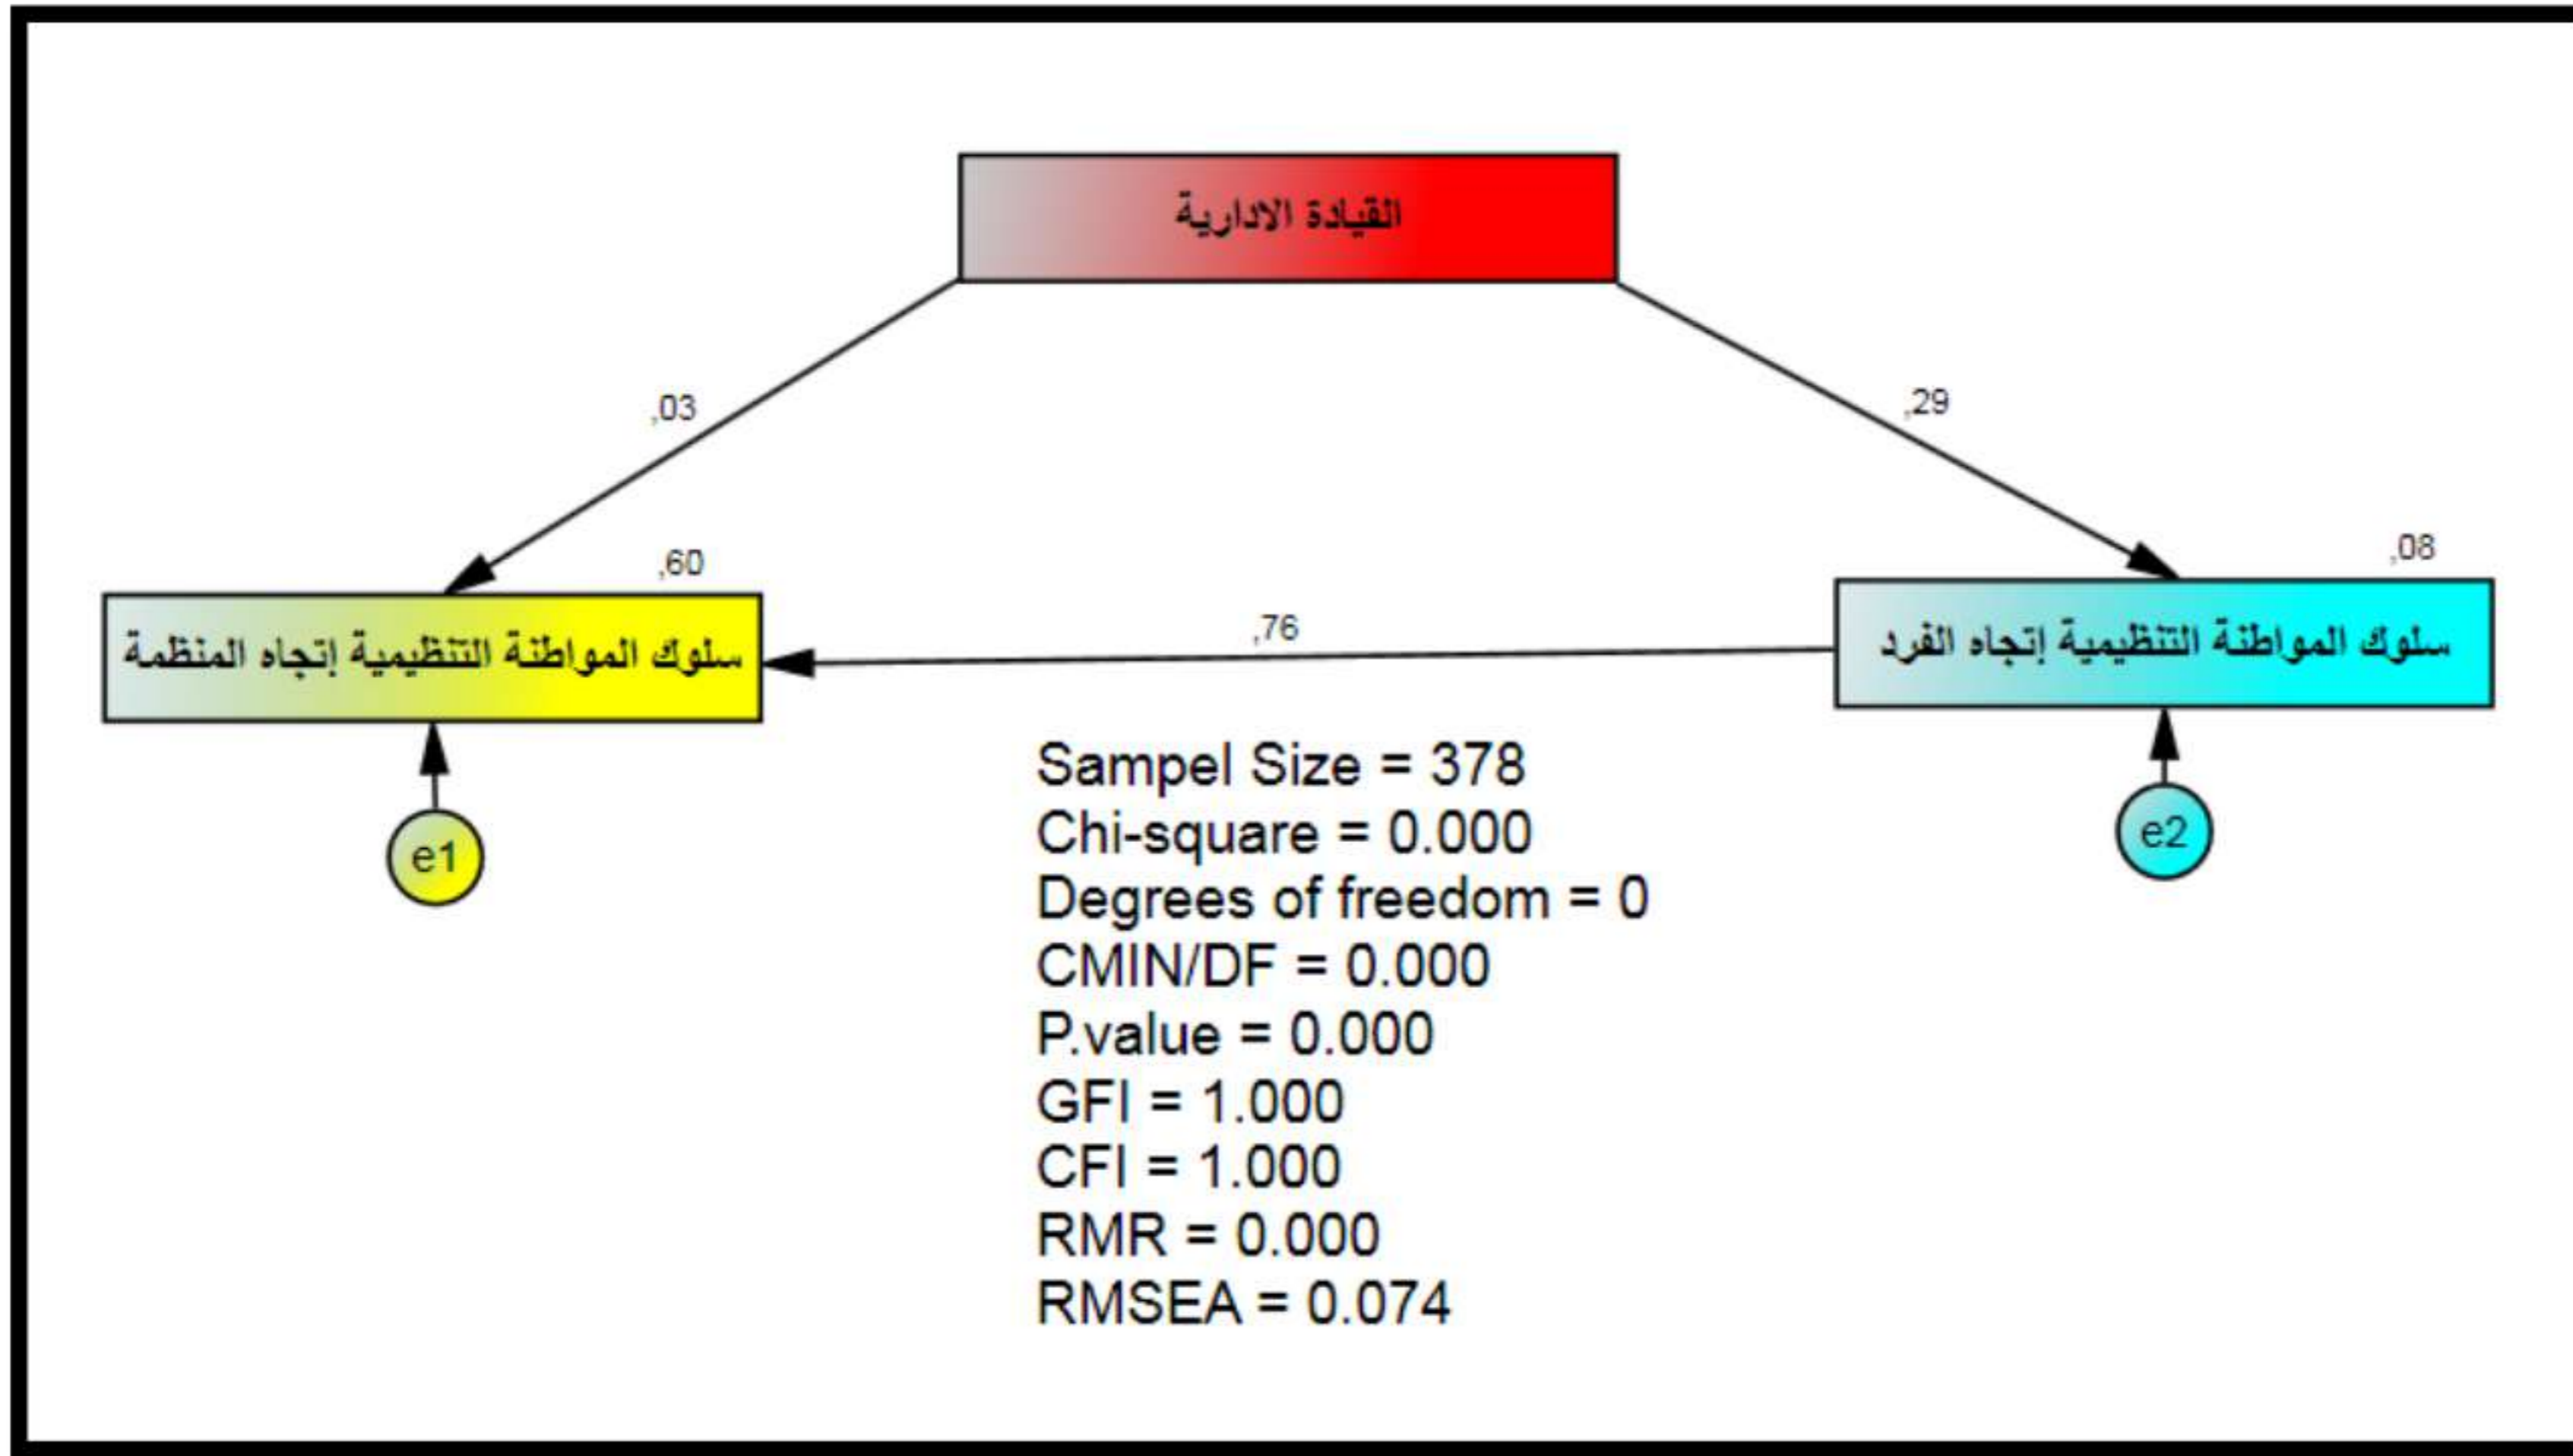 القيادة الادارية
,03
,29
,60
,08
سلوك المواطنة التنظيمية إتجاه المنظمة
,76
سلوك المواطنة التنظيمية إتجاه الفرد
e1
e2
Sampel Size = 378
Chi-square = 0.000
Degrees of freedom = 0
CMIN/DF = 0.000
P.value = 0.000
GFI = 1.000
CFI = 1.000
RMR = 0.000
RMSEA = 0.074